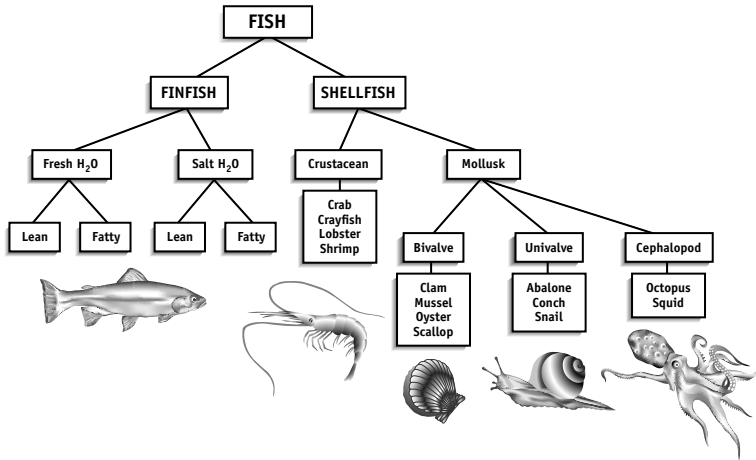 FISH
FINFISH
SHELLFISH
Fresh H₂O
Salt H₂O
Crustacean
Mollusk
Lean
Fatty
Lean
Fatty
Crab
Crayfish
Lobster
Shrimp
Bivalve
Univalve
Cephalopod
Clam
Mussel
Oyster
Scallop
Abalone
Conch
Snail
Octopus
Squid